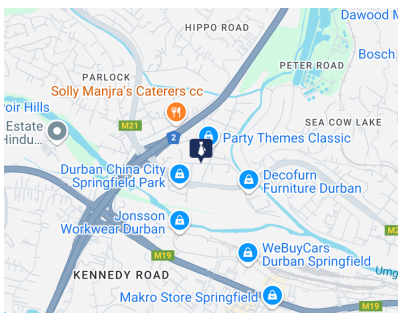 HIPPO ROAD
Dawood M
Bosch
PETER ROAD
PARLOCK
Solly Manjra's Caterers cc
oir Hills
SEA COW LAKE
M21
Estate
Hindu...
2
Party Themes Classic
Durban China City
Springfield Park
Decofurn
Furniture Durban
Jonsson
Workwear Durban
M2
M19
WeBuyCars
Durban Springfield
Umg
KENNEDY ROAD
Makro Store Springfield
M19